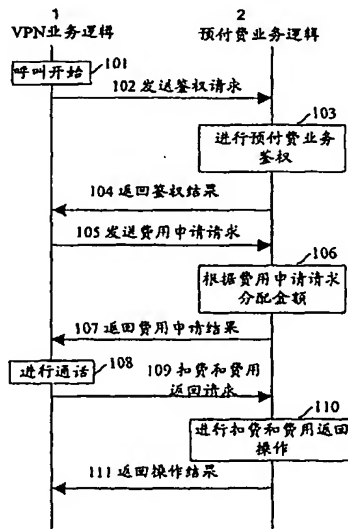 1
VPN业务逻辑
2
预付费业务逻辑
呼叫开始
101
102 发送鉴权请求
103
进行预付费业务
鉴权
104 返回鉴权结果
105 发送费用申请请求
106
根据费用申请请求
分配金额
107 返回费用申请结果
进行通话
108
109 扣费和费用
返回请求
110
进行扣费和费用返回
操作
111 返回操作结果